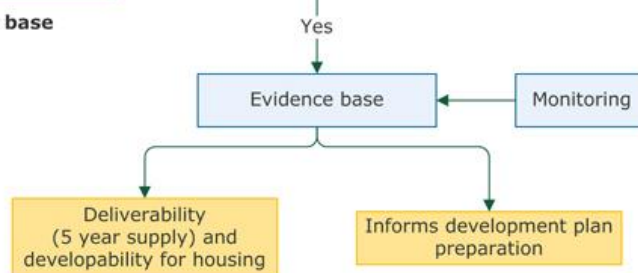 base
Yes
Evidence base
Monitoring
Deliverability
(5 year supply) and
developability for housing
Informs development plan
preparation